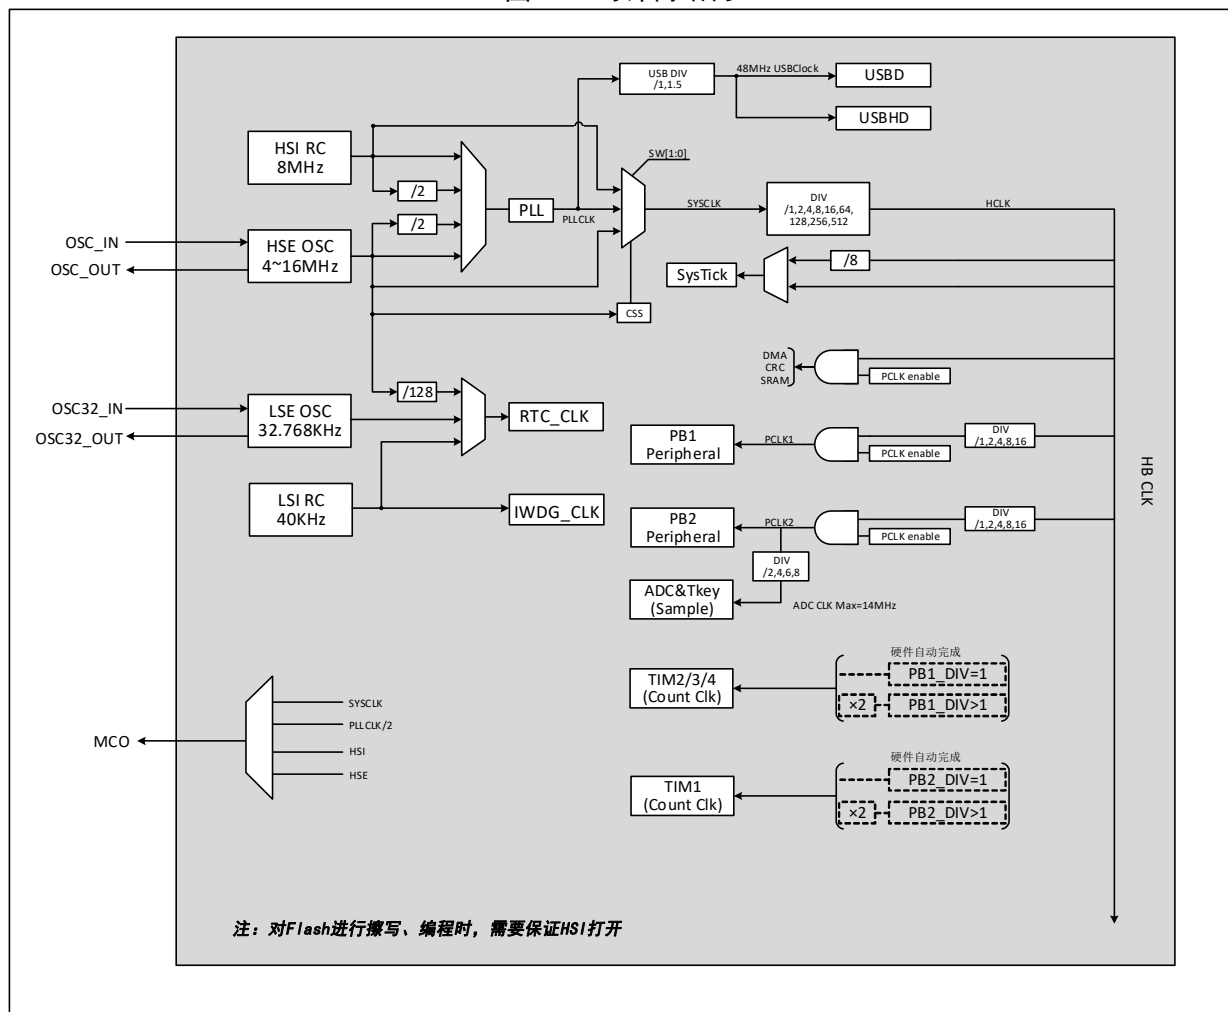 USB DIV
/1,1.5
48MHz USBClock
USBD
USBHD
HSI RC
8MHz
/2
/2
PLL
PLLCLK
SW[1:0]
SYSCLK
DIV
/1,2,4,8,16,64,
128,256,512
HCLK
OSC_IN
OSC_OUT
HSE OSC
4~16MHz
SysTick
/8
CSS
DMA
CRC
SRAM
PCLK enable
/128
OSC32_IN
OSC32_OUT
LSE OSC
32.768KHz
RTC_CLK
PB1
Peripheral
PCLK1
PCLK enable
DIV
/1,2,4,8,16
HB CLK
LSI RC
40KHz
IWDG_CLK
PB2
Peripheral
PCLK2
PCLK enable
DIV
/1,2,4,8,16
DIV
/2,4,6,8
ADC&Tkey
(Sample)
ADC CLK Max=14MHz
TIM2/3/4
(Count Clk)
硬件自动完成
PB1_DIV=1
×2
PB1_DIV>1
MCO
SYSCLK
PLLCLK/2
HSI
HSE
TIM1
(Count Clk)
硬件自动完成
PB2_DIV=1
×2
PB2_DIV>1
注：对Flash进行擦写、编程时，需要保证HSI打开